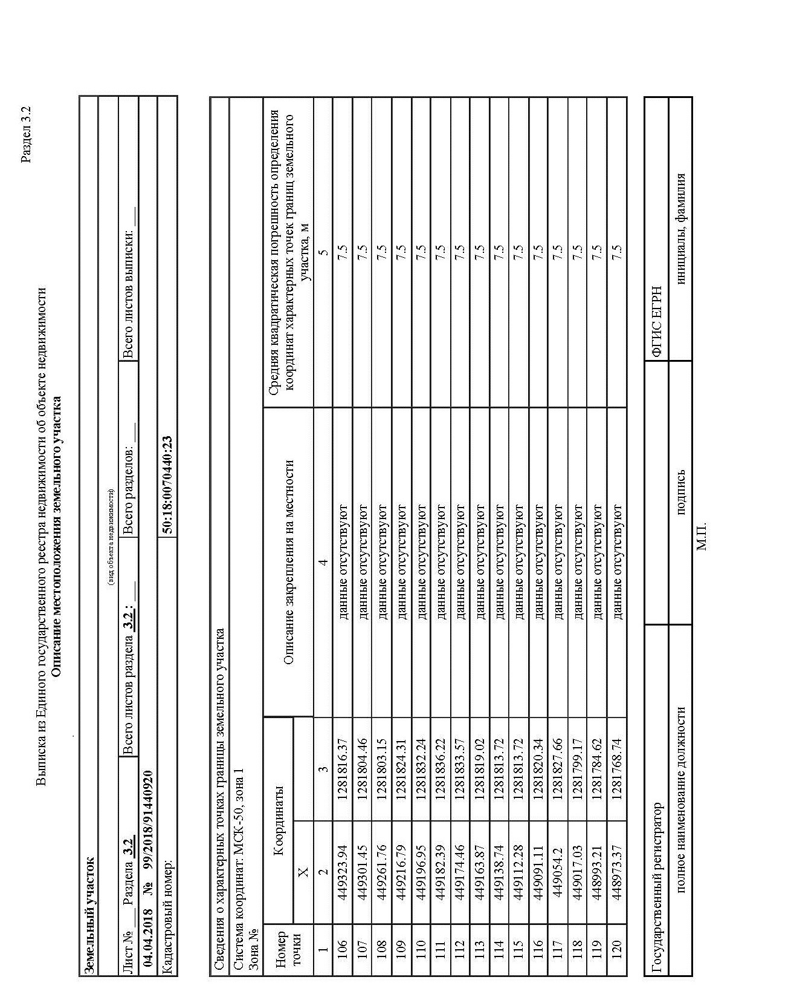 Раздел 3.2
Выписка из Единого государственного реестра недвижимости об объекте недвижимости
Описание местоположения земельного участка
Земельный участок
(вид объекта недвижимости)
Лист № ___ Раздела 3.2 Всего листов раздела 3.2 : ___ Всего разделов: ___ Всего листов выписки: ___
04.04.2018 № 99/2018/91440920
Кадастровый номер: 50:18:0070440:23
Сведения о характерных точках границы земельного участка
Система координат: МСК-50, зона 1
Зона №
Номер точки Координаты Описание закрепления на местности Средняя квадратическая погрешность определения координат характерных точек границ земельного участка, м
X
1 2 3 4 5
106 449323.94 1281816.37 данные отсутствуют 7.5
107 449301.45 1281804.46 данные отсутствуют 7.5
108 449261.76 1281803.15 данные отсутствуют 7.5
109 449216.79 1281824.31 данные отсутствуют 7.5
110 449196.95 1281832.24 данные отсутствуют 7.5
111 449182.39 1281836.22 данные отсутствуют 7.5
112 449174.46 1281833.57 данные отсутствуют 7.5
113 449163.87 1281819.02 данные отсутствуют 7.5
114 449138.74 1281813.72 данные отсутствуют 7.5
115 449112.28 1281813.72 данные отсутствуют 7.5
116 449091.11 1281820.34 данные отсутствуют 7.5
117 449054.2 1281827.66 данные отсутствуют 7.5
118 449017.03 1281799.17 данные отсутствуют 7.5
119 448993.21 1281784.62 данные отсутствуют 7.5
120 448973.37 1281768.74 данные отсутствуют 7.5
Государственный регистратор ФГИС ЕГРН
полное наименование должности подпись инициалы, фамилия
М.П.